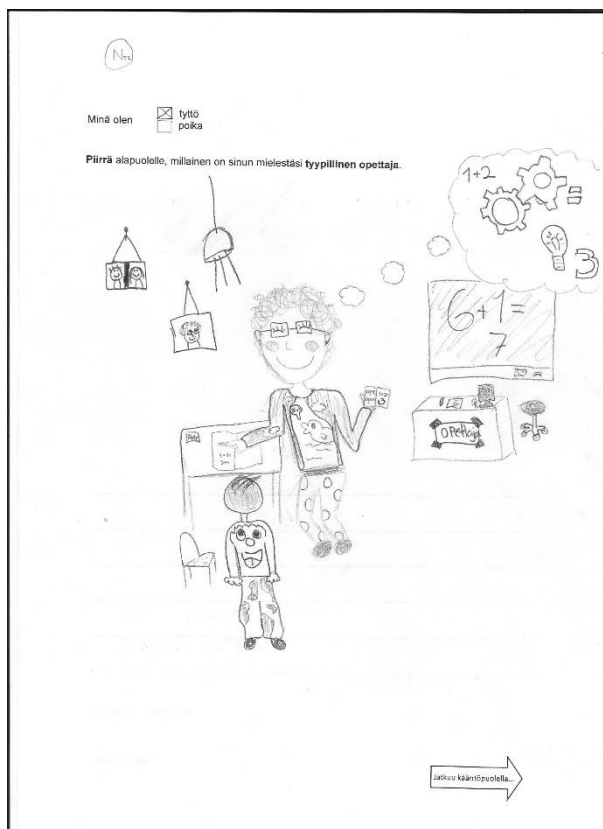 Minä olen
tyttö
poika
Piirrä alapuolelle, millainen on sinun mielestäsi tyypillinen opettaja.
1+2
=
3
6+1=
7
opettaja
Jatkuu kääntöpuolella...